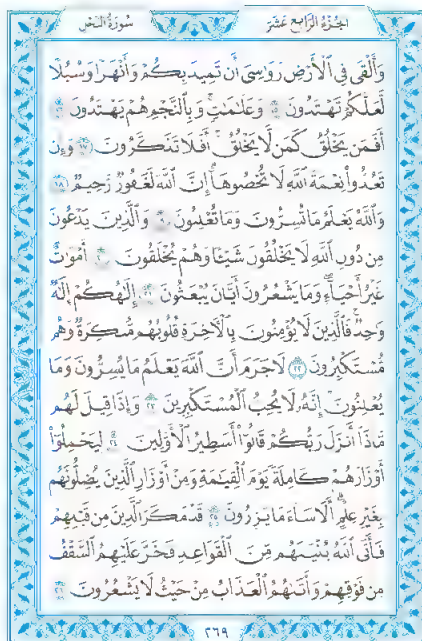 الجزء الرابع عشر
سورة النحل
وَأَلْقَىٰ فِي الْأَرْضِ رَوَاسِيَ أَن تَمِيدَ بِكُمْ وَأَنْهَارًا وَسُبُلًا
لَّعَلَّكُمْ تَهْتَدُونَ ١٥ وَعَلَامَاتٍ ۚ وَبِالنَّجْمِ هُمْ يَهْتَدُونَ ١٦
أَفَمَن يَخْلُقُ كَمَن لَّا يَخْلُقُ ۗ أَفَلَا تَذَكَّرُونَ ١٧ وَإِن
تَعُدُّوا نِعْمَةَ اللَّهِ لَا تُحْصُوهَا ۗ إِنَّ اللَّهَ لَغَفُورٌ رَّحِيمٌ ١٨
وَاللَّهُ يَعْلَمُ مَا تُسِرُّونَ وَمَا تُعْلِنُونَ ١٩ وَالَّذِينَ يَدْعُونَ
مِن دُونِ اللَّهِ لَا يَخْلُقُونَ شَيْئًا وَهُمْ يُخْلَقُونَ ٢٠ أَمْوَاتٌ
غَيْرُ أَحْيَاءٍ ۖ وَمَا يَشْعُرُونَ أَيَّانَ يُبْعَثُونَ ٢١ إِلَٰهُكُمْ إِلَٰهٌ
وَاحِدٌ ۚ فَالَّذِينَ لَا يُؤْمِنُونَ بِالْآخِرَةِ قُلُوبُهُم مُّنكِرَةٌ وَهُم
مُّسْتَكْبِرُونَ ٢٢ لَا جَرَمَ أَنَّ اللَّهَ يَعْلَمُ مَا يُسِرُّونَ وَمَا
يُعْلِنُونَ ۚ إِنَّهُ لَا يُحِبُّ الْمُسْتَكْبِرِينَ ٢٣ وَإِذَا قِيلَ لَهُم
مَّاذَا أَنزَلَ رَبُّكُمْ ۙ قَالُوا أَسَاطِيرُ الْأَوَّلِينَ ٢٤ لِيَحْمِلُوا
أَوْزَارَهُمْ كَامِلَةً يَوْمَ الْقِيَامَةِ ۙ وَمِنْ أَوْزَارِ الَّذِينَ يُضِلُّونَهُم
بِغَيْرِ عِلْمٍ ۗ أَلَا سَاءَ مَا يَزِرُونَ ٢٥ قَدْ مَكَرَ الَّذِينَ مِن قَبْلِهِمْ
فَأَتَى اللَّهُ بُنْيَانَهُم مِّنَ الْقَوَاعِدِ فَخَرَّ عَلَيْهِمُ السَّقْفُ
مِن فَوْقِهِمْ وَأَتَاهُمُ الْعَذَابُ مِنْ حَيْثُ لَا يَشْعُرُونَ ٢٦
٢٦٩